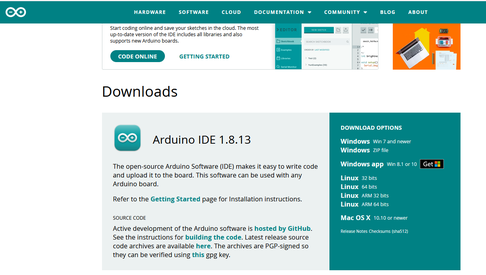 HARDWARE SOFTWARE CLOUD DOCUMENTATION COMMUNITY BLOG ABOUT
Start coding online and save your sketches in the cloud. The most
up-to-date version of the IDE includes all libraries and also
supports new Arduino boards.
CODE ONLINE GETTING STARTED
Downloads
Arduino IDE 1.8.13
The open-source Arduino Software (IDE) makes it easy to write code
and upload it to the board. This software can be used with any
Arduino board.
Refer to the Getting Started page for Installation instructions.
SOURCE CODE
Active development of the Arduino software is hosted by GitHub.
See the instructions for building the code. Latest release source
code archives are available here. The archives are PGP-signed so
they can be verified using this gpg key.
DOWNLOAD OPTIONS
Windows Win 7 and newer
Windows ZIP file
Windows app Win 8.1 or 10 Get
Linux 32 bits
Linux 64 bits
Linux ARM 32 bits
Linux ARM 64 bits
Mac OS X 10.10 or newer
Release Notes Checksums (sha512)